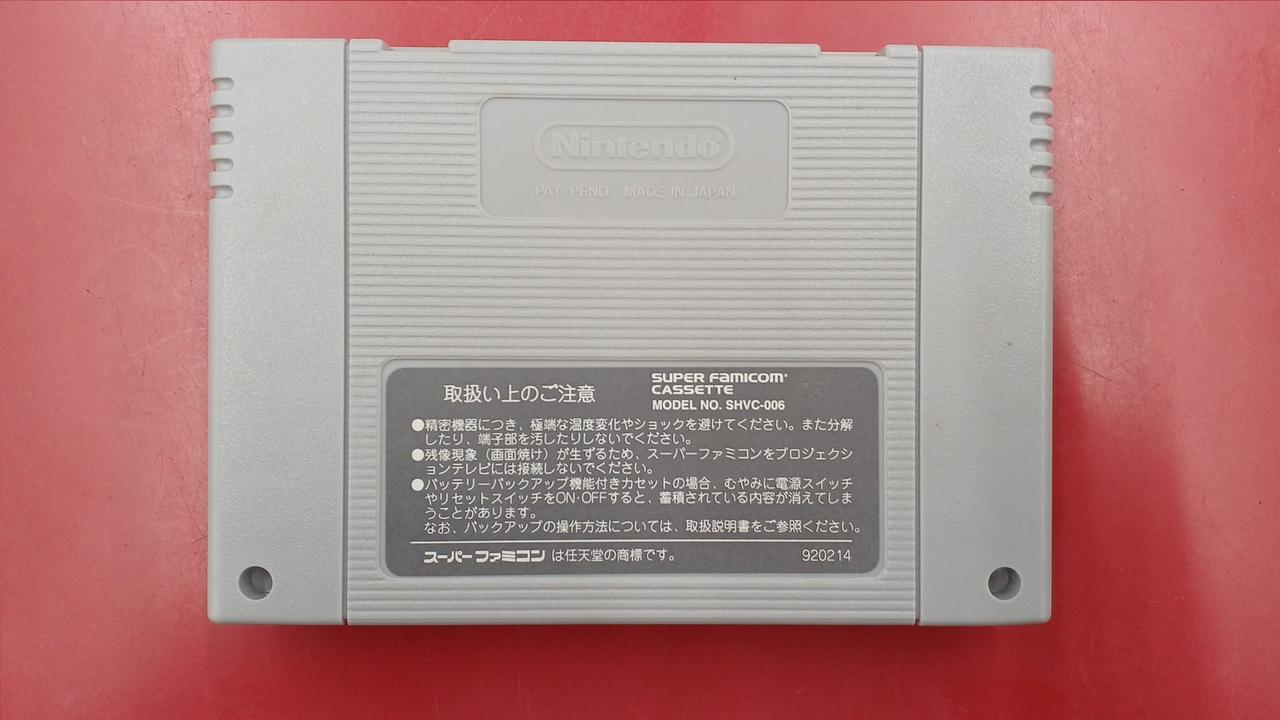 Nintendo
PAT. PEND. MADE IN JAPAN
取扱い上のご注意
SUPER FAMICOM
CASSETTE
MODEL NO. SHVC-006
●精密機器につき、極端な温度変化やショックを避けてください。また分解
したり、端子部を汚したりしないでください。
●残像現象（画面焼け）が生ずるため、スーパーファミコンをプロジェクシ
ョンテレビには接続しないでください。
●バッテリーバックアップ機能付きカセットの場合、むやみに電源スイッチ
やリセットスイッチをON·OFFすると、蓄積されている内容が消えてしま
うことがあります。
なお、バックアップの操作方法については、取扱説明書をご参照ください。
スーパーファミコンは任天堂の商標です。
920214